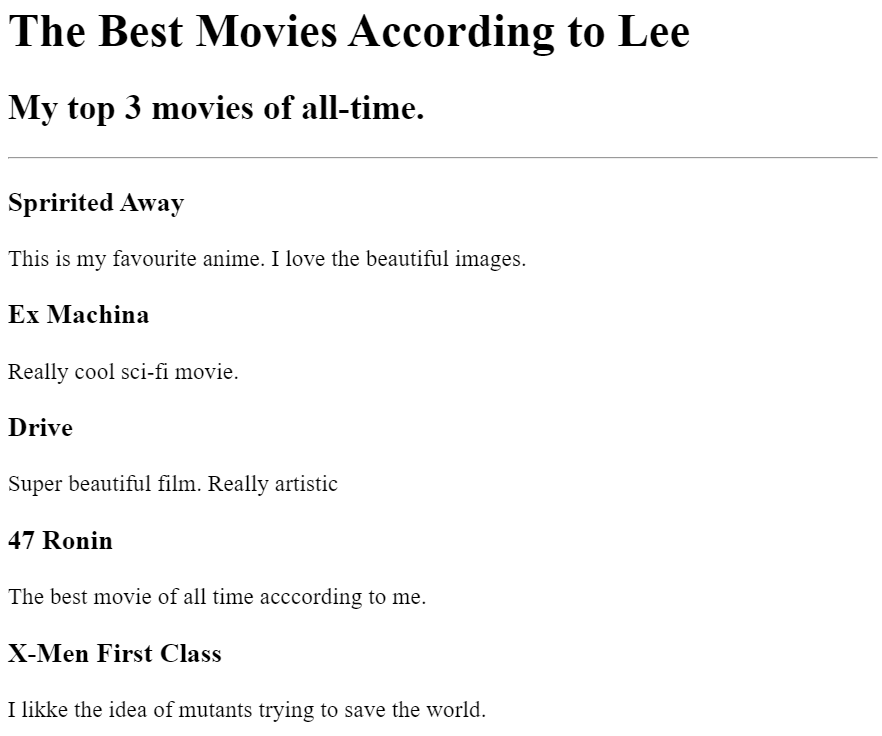 The Best Movies According to Lee
My top 3 movies of all-time.
Spririted Away
This is my favourite anime. I love the beautiful images.
Ex Machina
Really cool sci-fi movie.
Drive
Super beautiful film. Really artistic
47 Ronin
The best movie of all time acccording to me.
X-Men First Class
I likke the idea of mutants trying to save the world.